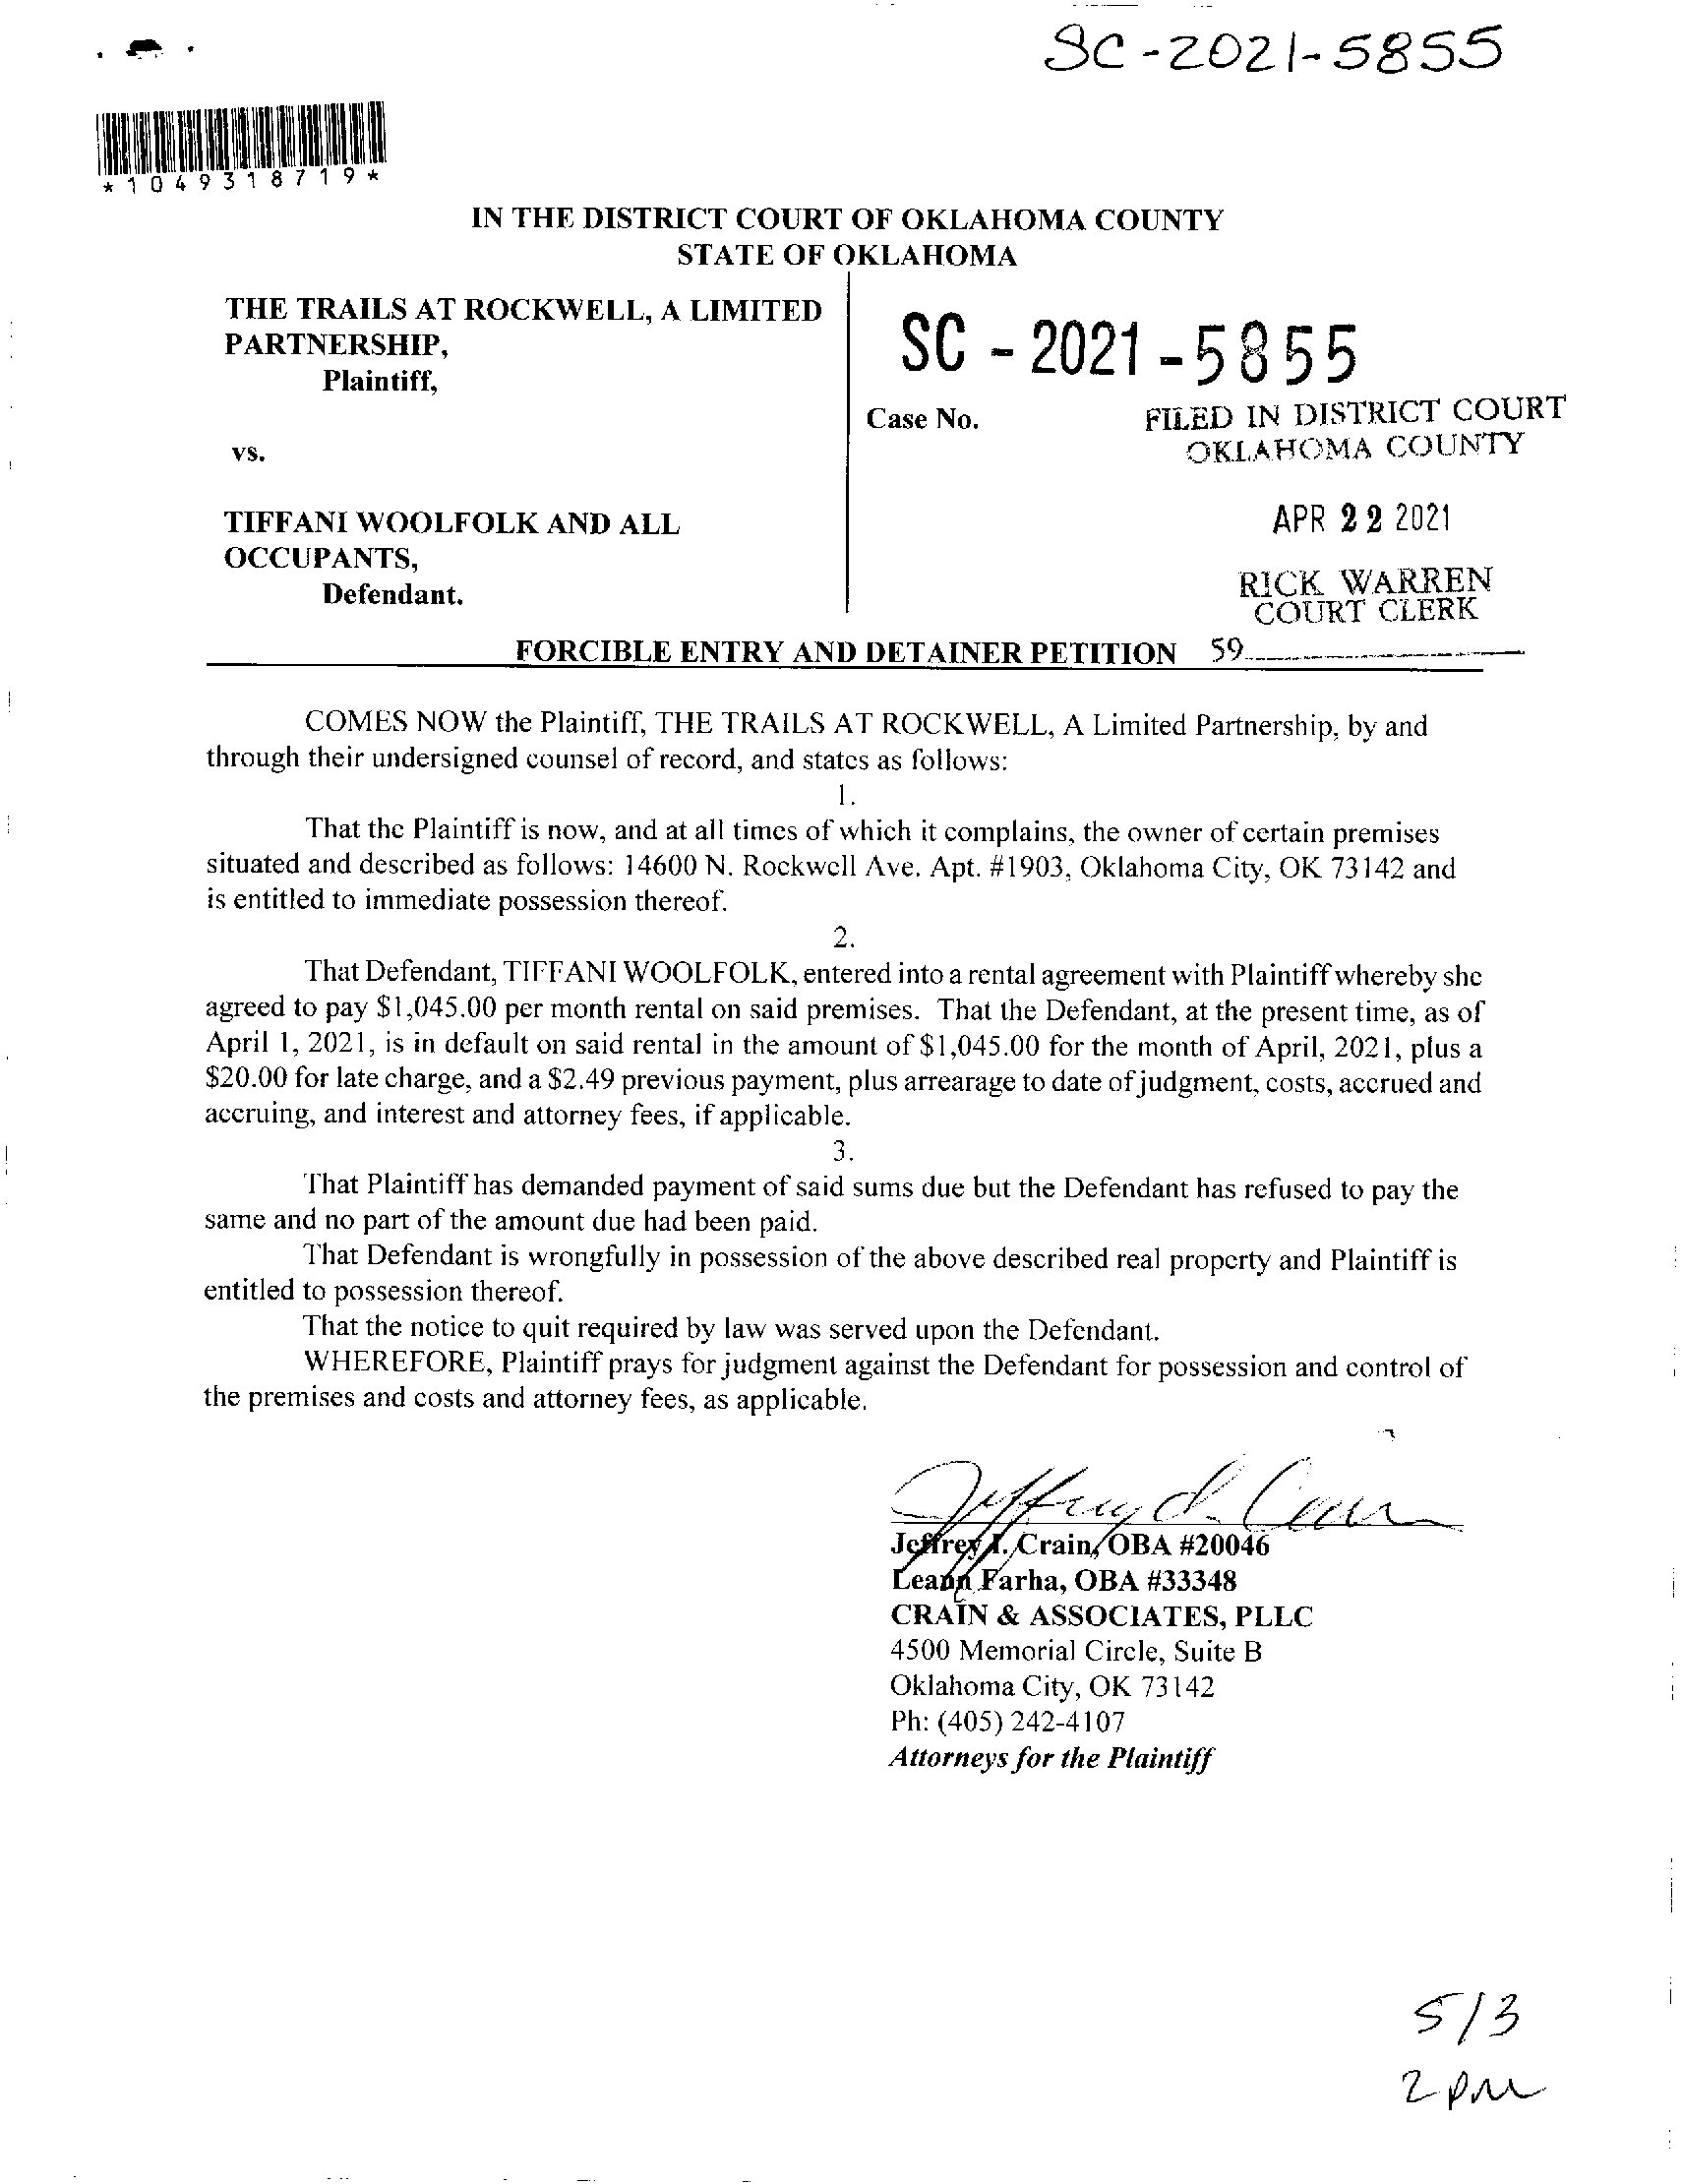 SC-2021-5855
*1049318719*
IN THE DISTRICT COURT OF OKLAHOMA COUNTY
STATE OF OKLAHOMA
THE TRAILS AT ROCKWELL, A LIMITED
PARTNERSHIP,
Plaintiff,
vs.
TIFFANI WOOLFOLK AND ALL
OCCUPANTS,
Defendant.
SC - 2021 - 5855
Case No.
FILED IN DISTRICT COURT
OKLAHOMA COUNTY
APR 22 2021
RICK WARREN
COURT CLERK
59
FORCIBLE ENTRY AND DETAINER PETITION
COMES NOW the Plaintiff, THE TRAILS AT ROCKWELL, A Limited Partnership, by and
through their undersigned counsel of record, and states as follows:
1.
That the Plaintiff is now, and at all times of which it complains, the owner of certain premises
situated and described as follows: 14600 N. Rockwell Ave. Apt. #1903, Oklahoma City, OK 73142 and
is entitled to immediate possession thereof.
2.
That Defendant, TIFFANI WOOLFOLK, entered into a rental agreement with Plaintiff whereby she
agreed to pay $1,045.00 per month rental on said premises. That the Defendant, at the present time, as of
April 1, 2021, is in default on said rental in the amount of $1,045.00 for the month of April, 2021, plus a
$20.00 for late charge, and a $2.49 previous payment, plus arrearage to date of judgment, costs, accrued and
accruing, and interest and attorney fees, if applicable.
3.
That Plaintiff has demanded payment of said sums due but the Defendant has refused to pay the
same and no part of the amount due had been paid.
That Defendant is wrongfully in possession of the above described real property and Plaintiff is
entitled to possession thereof.
That the notice to quit required by law was served upon the Defendant.
WHEREFORE, Plaintiff prays for judgment against the Defendant for possession and control of
the premises and costs and attorney fees, as applicable.
Jeffrey I. Crain, OBA #20046
Leann Farha, OBA #33348
CRAIN & ASSOCIATES, PLLC
4500 Memorial Circle, Suite B
Oklahoma City, OK 73142
Ph: (405) 242-4107
Attorneys for the Plaintiff
5/3
2 PM